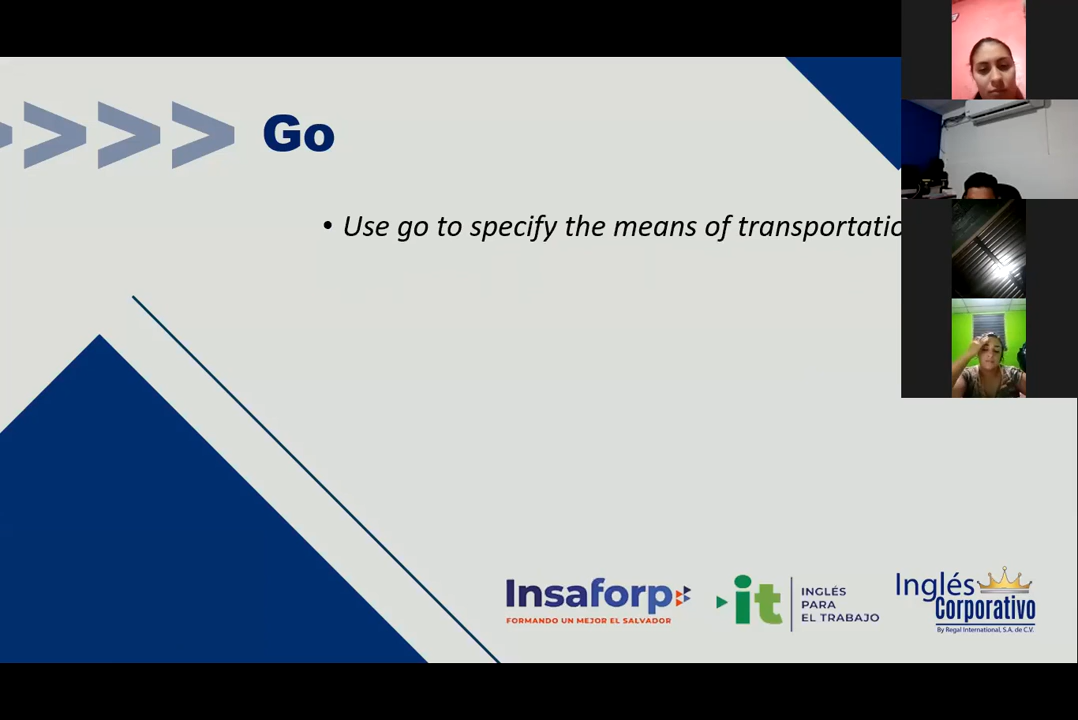 Go
• Use go to specify the means of transportatio
Insaforp
FORMANDO UN MEJOR EL SALVADOR
it
INGLÉS
PARA
EL TRABAJO
Inglés
Corporativo
By Regal International, S.A. de C.V.